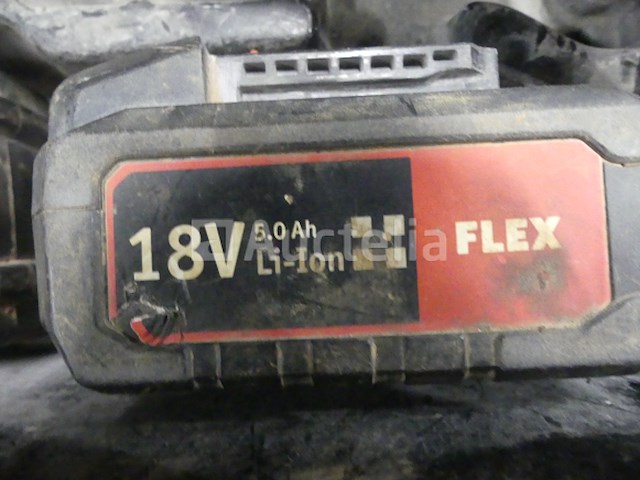 18V
5.0 Ah
Li-Ion
FLEX
Auctelia